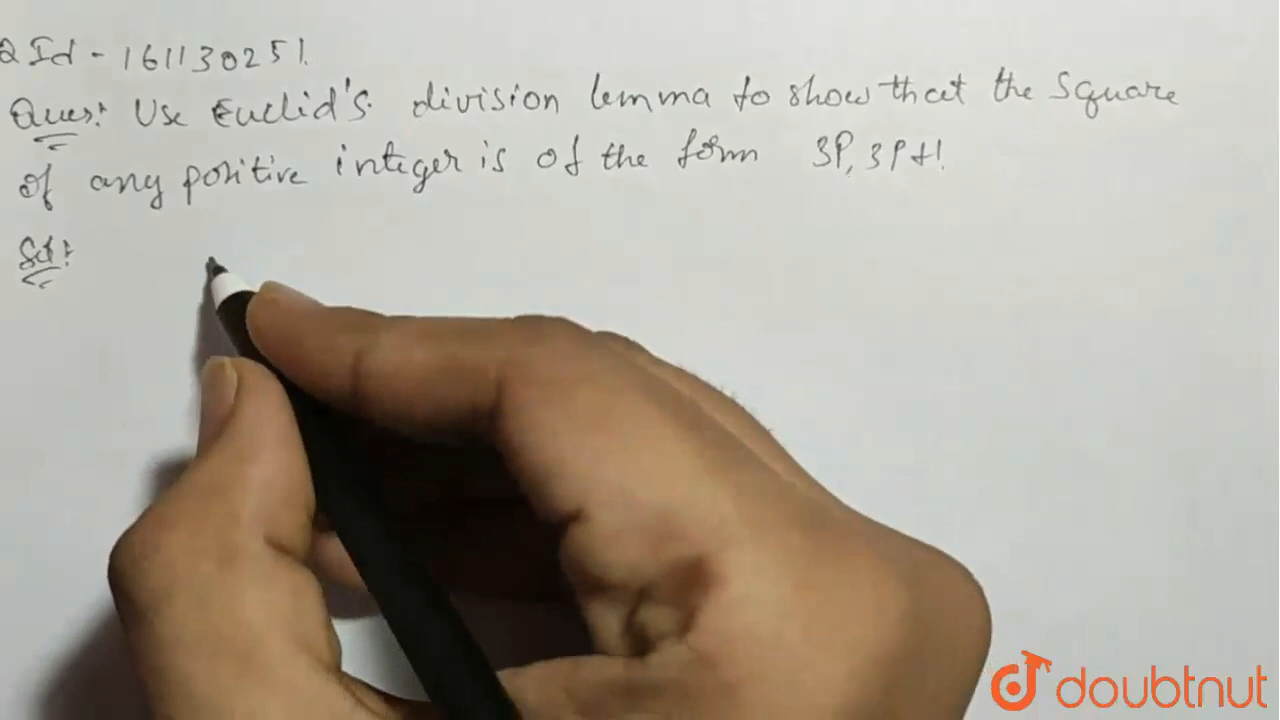 Q Id - 161130251.
Ques: Use Euclid's division lemma to show that the square
of any positive integer is of the form 3P, 3P+1.
Sol:
doubtnut